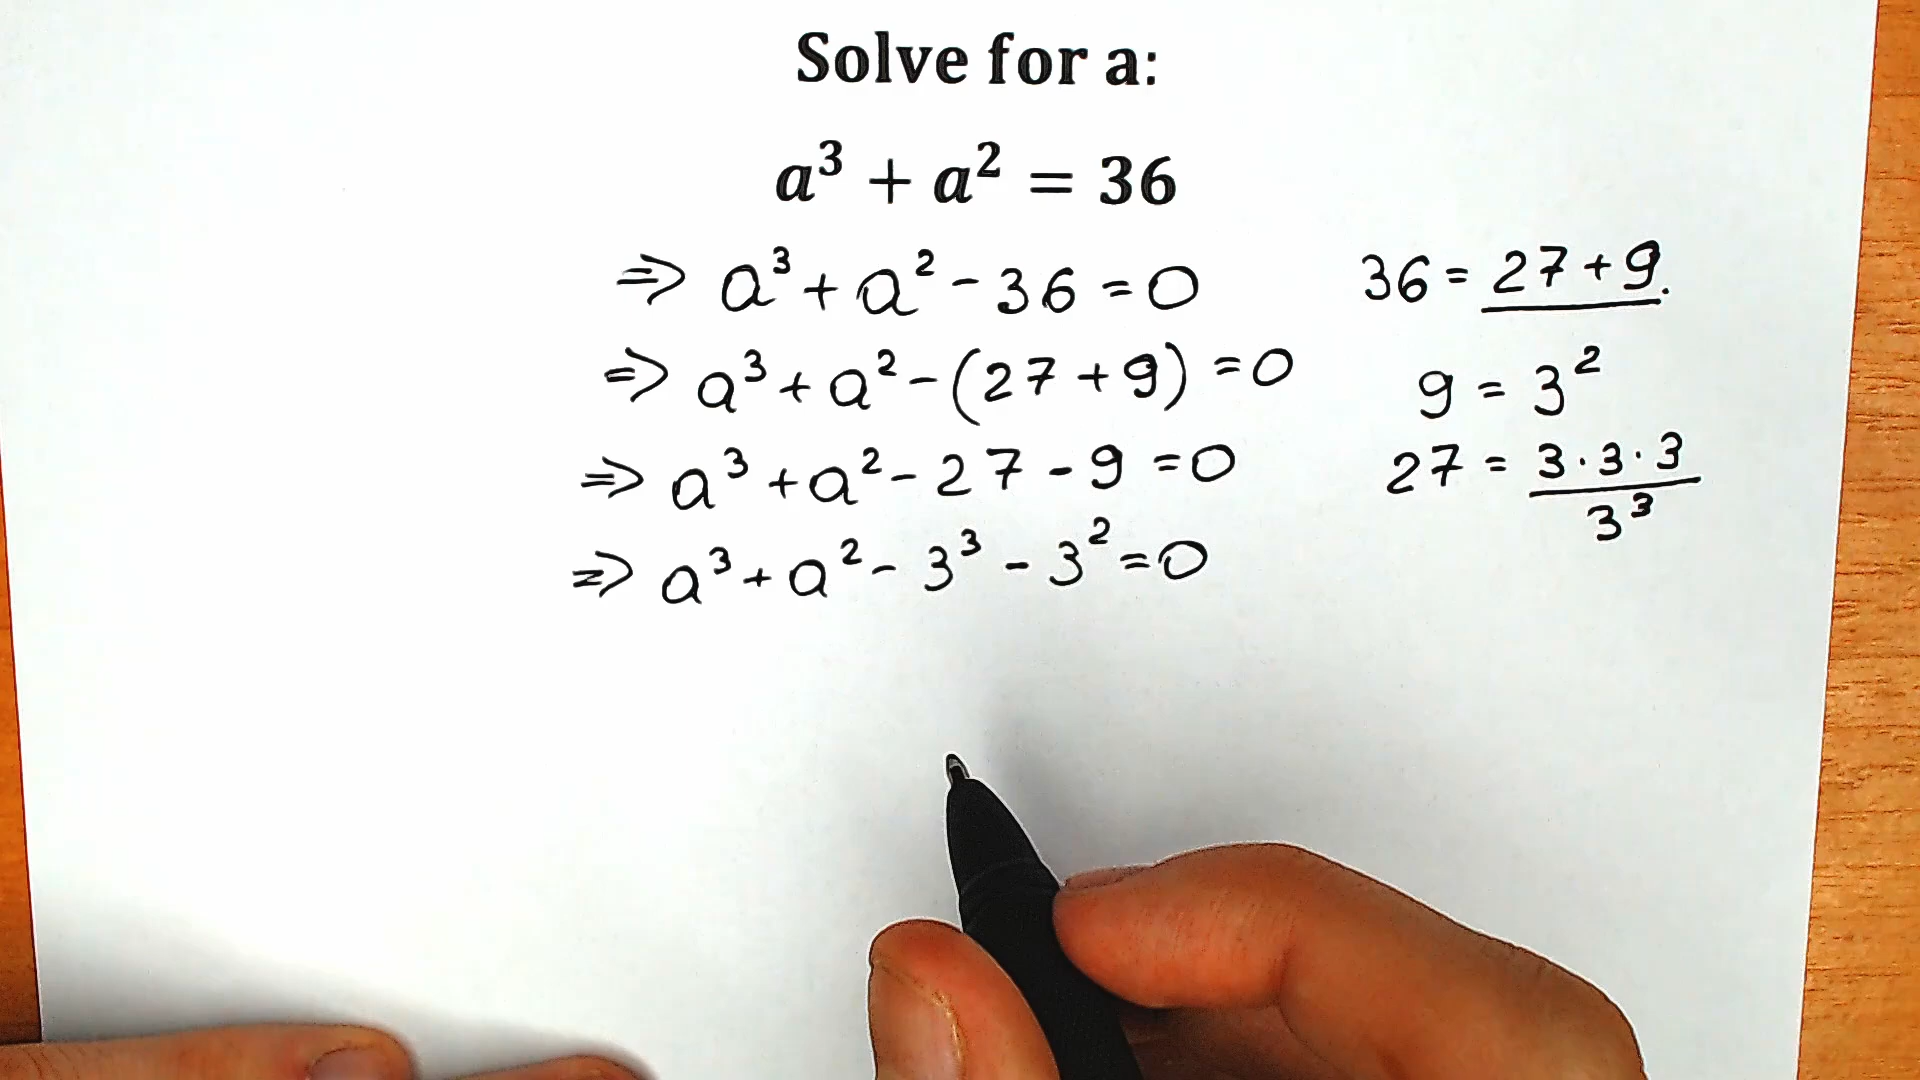 Solve for a:
a³ + a² = 36
=> a³ + a² - 36 = 0
=> a³ + a² - (27 + 9) = 0
=> a³ + a² - 27 - 9 = 0
=> a³ + a² - 3³ - 3² = 0
36 = 27 + 9.
9 = 3²
27 = 3 · 3 · 3
3³